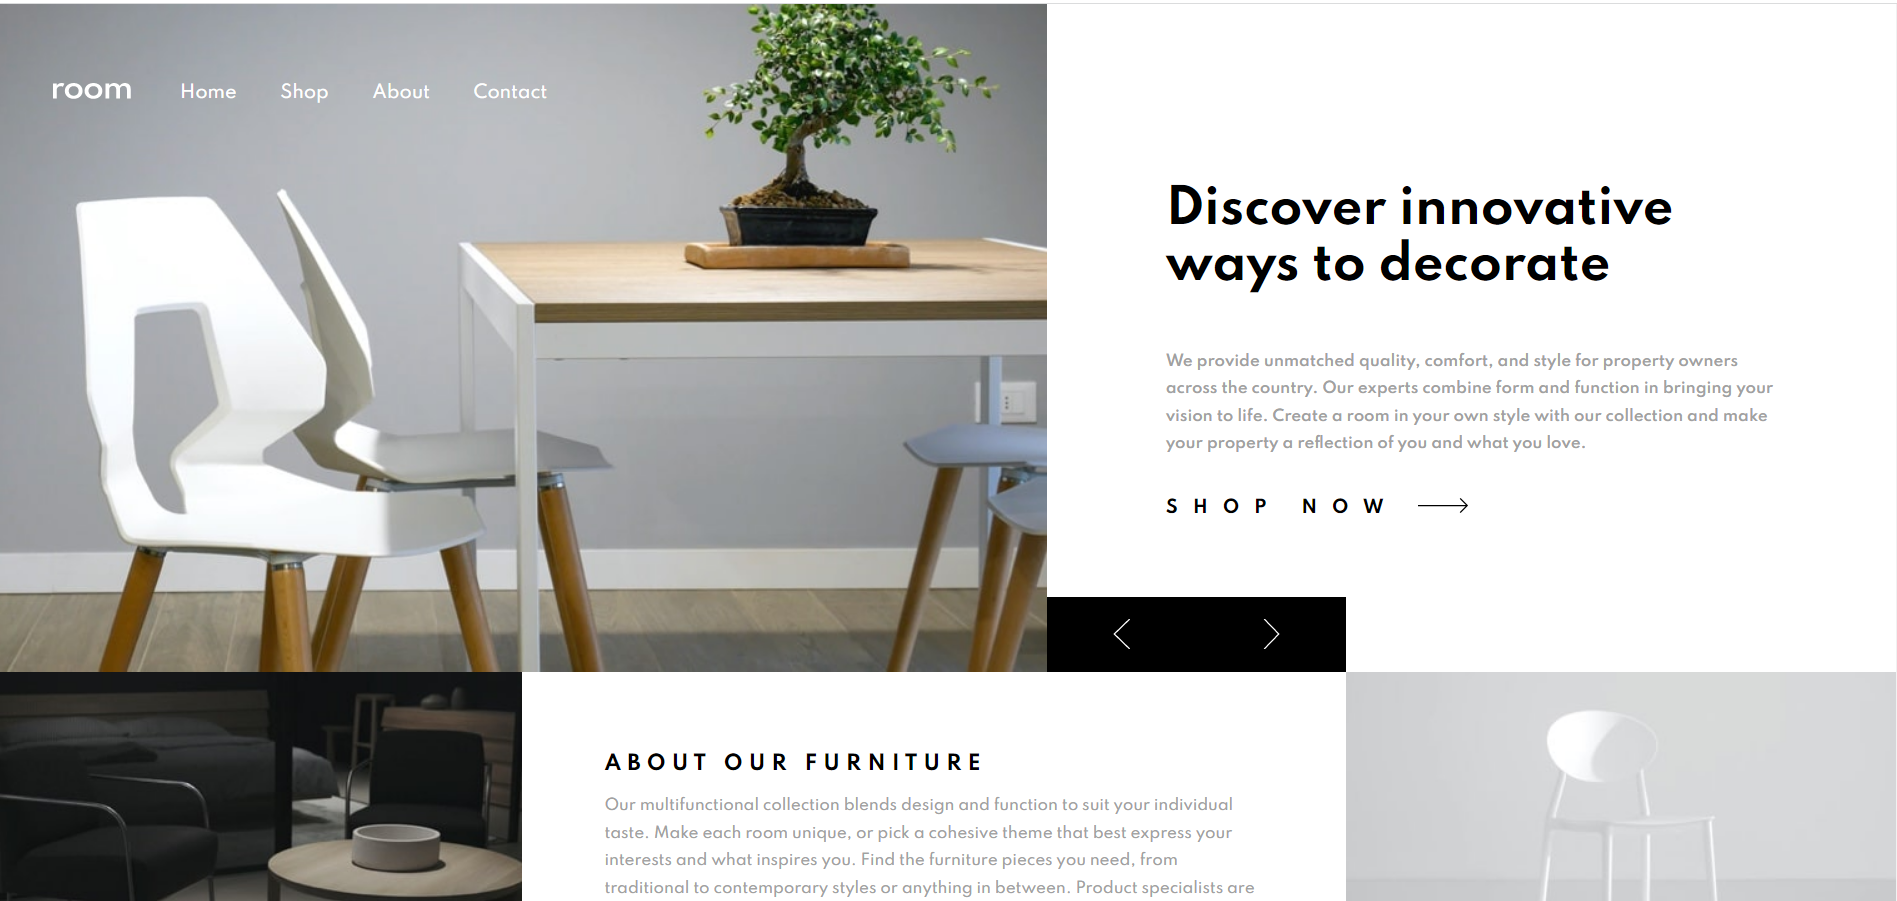 room Home Shop About Contact
Discover innovative
ways to decorate
We provide unmatched quality, comfort, and style for property owners
across the country. Our experts combine form and function in bringing your
vision to life. Create a room in your own style with our collection and make
your property a reflection of you and what you love.
SHOP NOW
ABOUT OUR FURNITURE
Our multifunctional collection blends design and function to suit your individual
taste. Make each room unique, or pick a cohesive theme that best express your
interests and what inspires you. Find the furniture pieces you need, from
traditional to contemporary styles or anything in between. Product specialists are